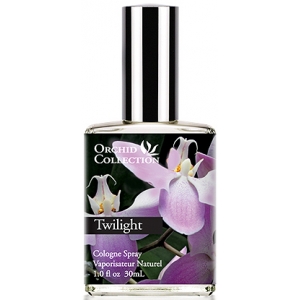 ORCHID
COLLECTION
Twilight
Cologne Spray
Vaporisateur Naturel
1.0 fl oz 30mL